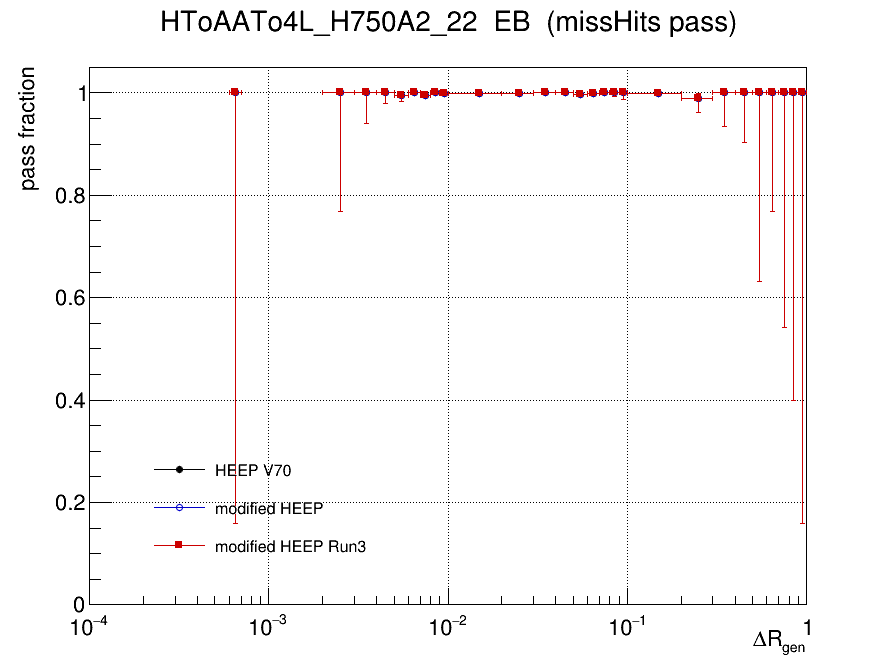 HToAATo4L_H750A2_22 EB (missHits pass)
pass fraction
1
0.8
0.6
0.4
0.2
0
HEEP V70
modified HEEP
modified HEEP Run3
10⁻⁴ 10⁻³ 10⁻² 10⁻¹ 1
ΔR_gen